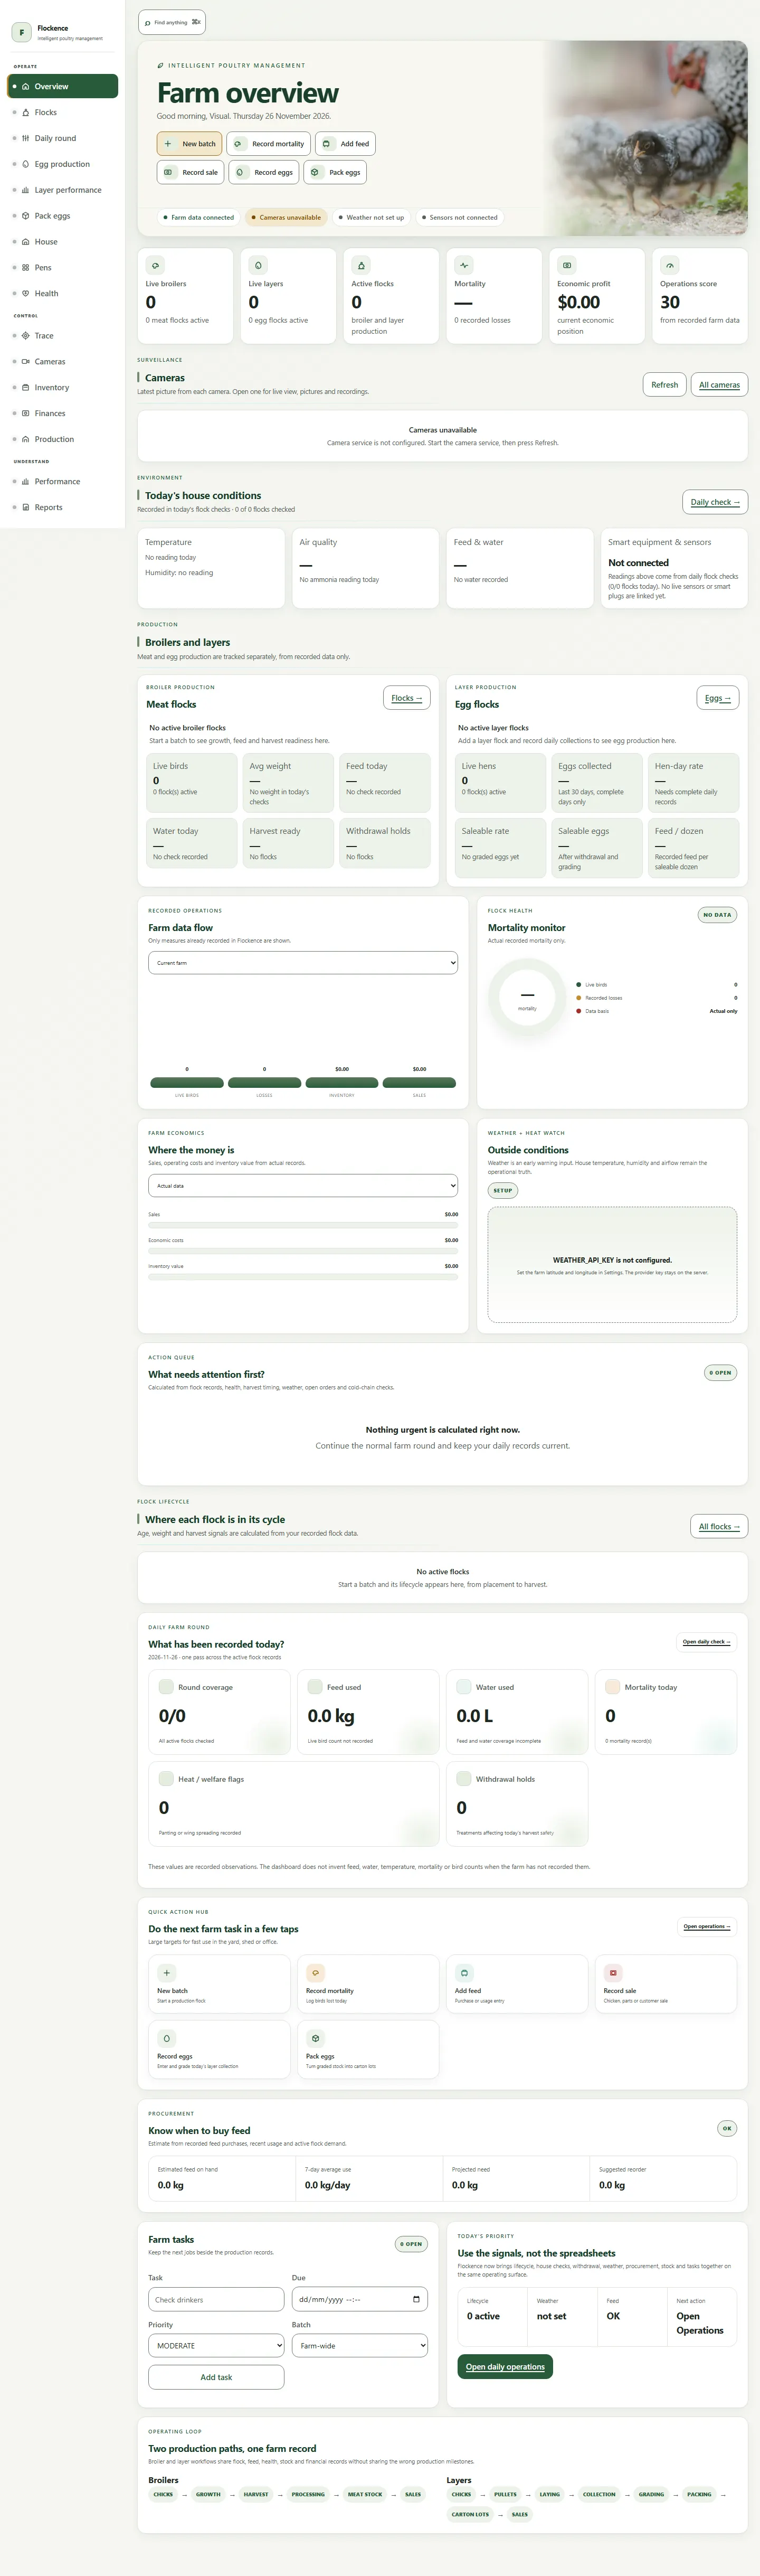 Flockence
Intelligent poultry management
OPERATE
Overview
Flocks
Daily round
Egg production
Layer performance
Pack eggs
House
Pens
Health
CONTROL
Trace
Cameras
Inventory
Finances
Production
UNDERSTAND
Performance
Reports
Find anything ⌘K
INTELLIGENT POULTRY MANAGEMENT
Farm overview
Good morning, Visual. Thursday 26 November 2026.
New batch
Record mortality
Add feed
Record sale
Record eggs
Pack eggs
Farm data connected
Cameras unavailable
Weather not set up
Sensors not connected
Live broilers
0
0 meat flocks active
Live layers
0
0 egg flocks active
Active flocks
0
broiler and layer
production
Mortality
—
0 recorded losses
Economic profit
$0.00
current economic
position
Operations score
30
from recorded farm data
SURVEILLANCE
Cameras
Latest picture from each camera. Open one for live view, pictures and recordings.
Refresh
All cameras
Cameras unavailable
Camera service is not configured. Start the camera service, then press Refresh.
ENVIRONMENT
Today's house conditions
Recorded in today's flock checks · 0 of 0 flocks checked
Daily check →
Temperature
No reading today
Humidity: no reading
Air quality
—
No ammonia reading today
Feed & water
—
No water recorded
Smart equipment & sensors
Not connected
Readings above come from daily flock checks
(0/0 flocks today). No live sensors or smart
plugs are linked yet.
PRODUCTION
Broilers and layers
Meat and egg production are tracked separately, from recorded data only.
BROILER PRODUCTION
Meat flocks
Flocks →
No active broiler flocks
Start a batch to see growth, feed and harvest readiness here.
Live birds
0
0 flock(s) active
Avg weight
—
No weight in today's
checks
Feed today
—
No check recorded
Water today
—
No check recorded
Harvest ready
—
No flocks
Withdrawal holds
—
No flocks
LAYER PRODUCTION
Egg flocks
Eggs →
No active layer flocks
Add a layer flock and record daily collections to see egg production here.
Live hens
0
0 flock(s) active
Eggs collected
—
Last 30 days, complete
days only
Hen-day rate
—
Needs complete daily
records
Saleable rate
—
No graded eggs yet
Saleable eggs
—
After withdrawal and
grading
Feed / dozen
—
Recorded feed per
saleable dozen
RECORDED OPERATIONS
Farm data flow
Only measures already recorded in Flockence are shown.
Current farm
0
0
$0.00
$0.00
LIVE BIRDS
LOSSES
INVENTORY
SALES
FLOCK HEALTH
Mortality monitor
Actual recorded mortality only.
NO DATA
—
mortality
Live birds 0
Recorded losses 0
Data basis Actual only
FARM ECONOMICS
Where the money is
Sales, operating costs and inventory value from actual records.
Actual data
Sales $0.00
Economic costs $0.00
Inventory value $0.00
WEATHER + HEAT WATCH
Outside conditions
Weather is an early warning input. House temperature, humidity and airflow remain the
operational truth.
SETUP
WEATHER_API_KEY is not configured.
Set the farm latitude and longitude in Settings. The provider key stays on the server.
ACTION QUEUE
What needs attention first?
Calculated from flock records, health, harvest timing, weather, open orders and cold-chain checks.
0 OPEN
Nothing urgent is calculated right now.
Continue the normal farm round and keep your daily records current.
FLOCK LIFECYCLE
Where each flock is in its cycle
Age, weight and harvest signals are calculated from your recorded flock data.
All flocks →
No active flocks
Start a batch and its lifecycle appears here, from placement to harvest.
DAILY FARM ROUND
What has been recorded today?
2026-11-26 · one pass across the active flock records
Open daily check →
Round coverage
0/0
All active flocks checked
Feed used
0.0 kg
Live bird count not recorded
Water used
0.0 L
Feed and water coverage incomplete
Mortality today
0
0 mortality record(s)
Heat / welfare flags
0
Panting or wing spreading recorded
Withdrawal holds
0
Treatments affecting today's harvest safety
These values are recorded observations. The dashboard does not invent feed, water, temperature, mortality or bird counts when the farm has not recorded them.
QUICK ACTION HUB
Do the next farm task in a few taps
Large targets for fast use in the yard, shed or office.
Open operations →
New batch
Start a production flock
Record mortality
Log birds lost today
Add feed
Purchase or usage entry
Record sale
Chicken, parts or customer sale
Record eggs
Enter and grade today's layer collection
Pack eggs
Turn graded stock into carton lots
PROCUREMENT
Know when to buy feed
Estimate from recorded feed purchases, recent usage and active flock demand.
OK
Estimated feed on hand
0.0 kg
7-day average use
0.0 kg/day
Projected need
0.0 kg
Suggested reorder
0.0 kg
Farm tasks
Keep the next jobs beside the production records.
0 OPEN
Task
Check drinkers
Due
dd/mm/yyyy --:--
Priority
MODERATE
Batch
Farm-wide
Add task
TODAY'S PRIORITY
Use the signals, not the spreadsheets
Flockence now brings lifecycle, house checks, withdrawal, weather, procurement, stock and tasks together on
the same operating surface.
Lifecycle
0 active
Weather
not set
Feed
OK
Next action
Open
Operations
Open daily operations
OPERATING LOOP
Two production paths, one farm record
Broiler and layer workflows share flock, feed, health, stock and financial records without sharing the wrong production milestones.
Broilers
CHICKS → GROWTH → HARVEST → PROCESSING → MEAT STOCK → SALES
Layers
CHICKS → PULLETS → LAYING → COLLECTION → GRADING → PACKING →
CARTON LOTS → SALES